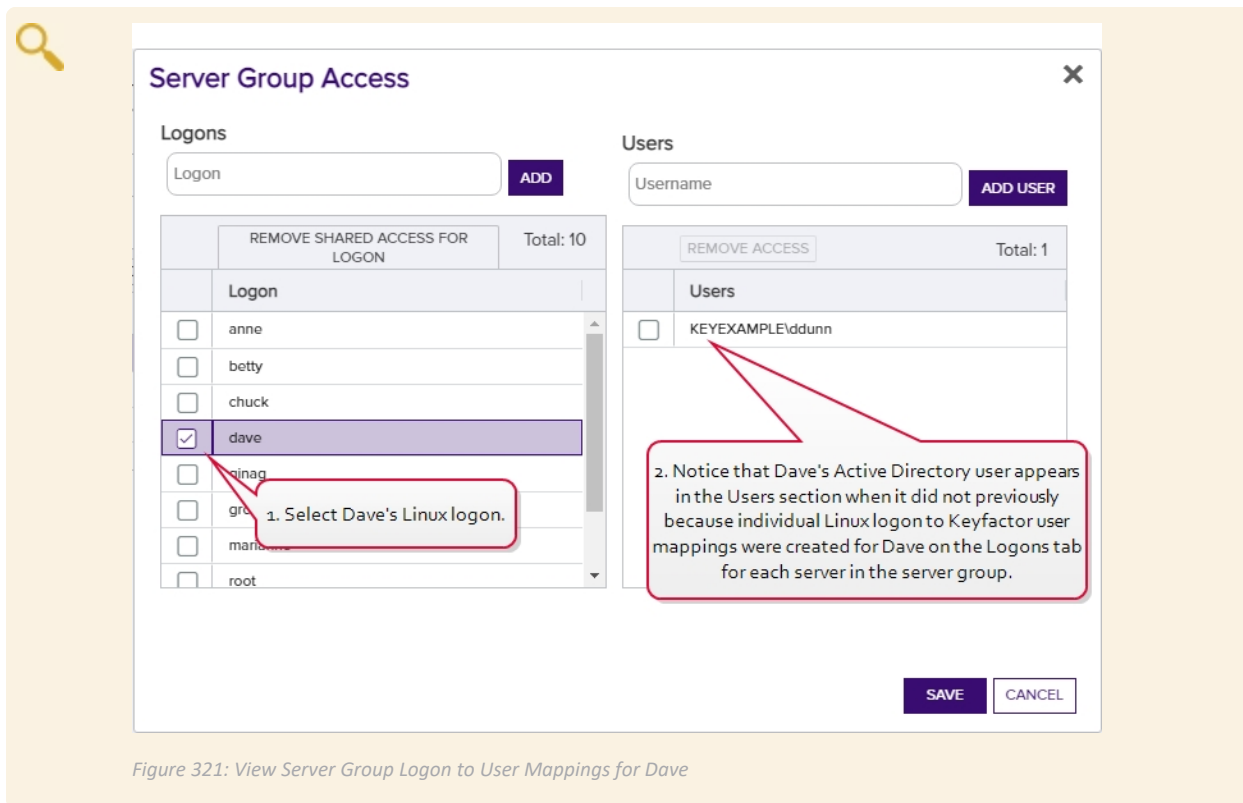 Server Group Access
Logons
Logon
ADD
REMOVE SHARED ACCESS FOR
LOGON
Total: 10
Logon
anne
betty
chuck
dave
ginag
root
Users
Username
ADD USER
REMOVE ACCESS
Total: 1
Users
KEYEXAMPLE\ddunn
1. Select Dave's Linux logon.
2. Notice that Dave's Active Directory user appears
in the Users section when it did not previously
because individual Linux logon to Keyfactor user
mappings were created for Dave on the Logons tab
for each server in the server group.
SAVE
CANCEL
Figure 321: View Server Group Logon to User Mappings for Dave